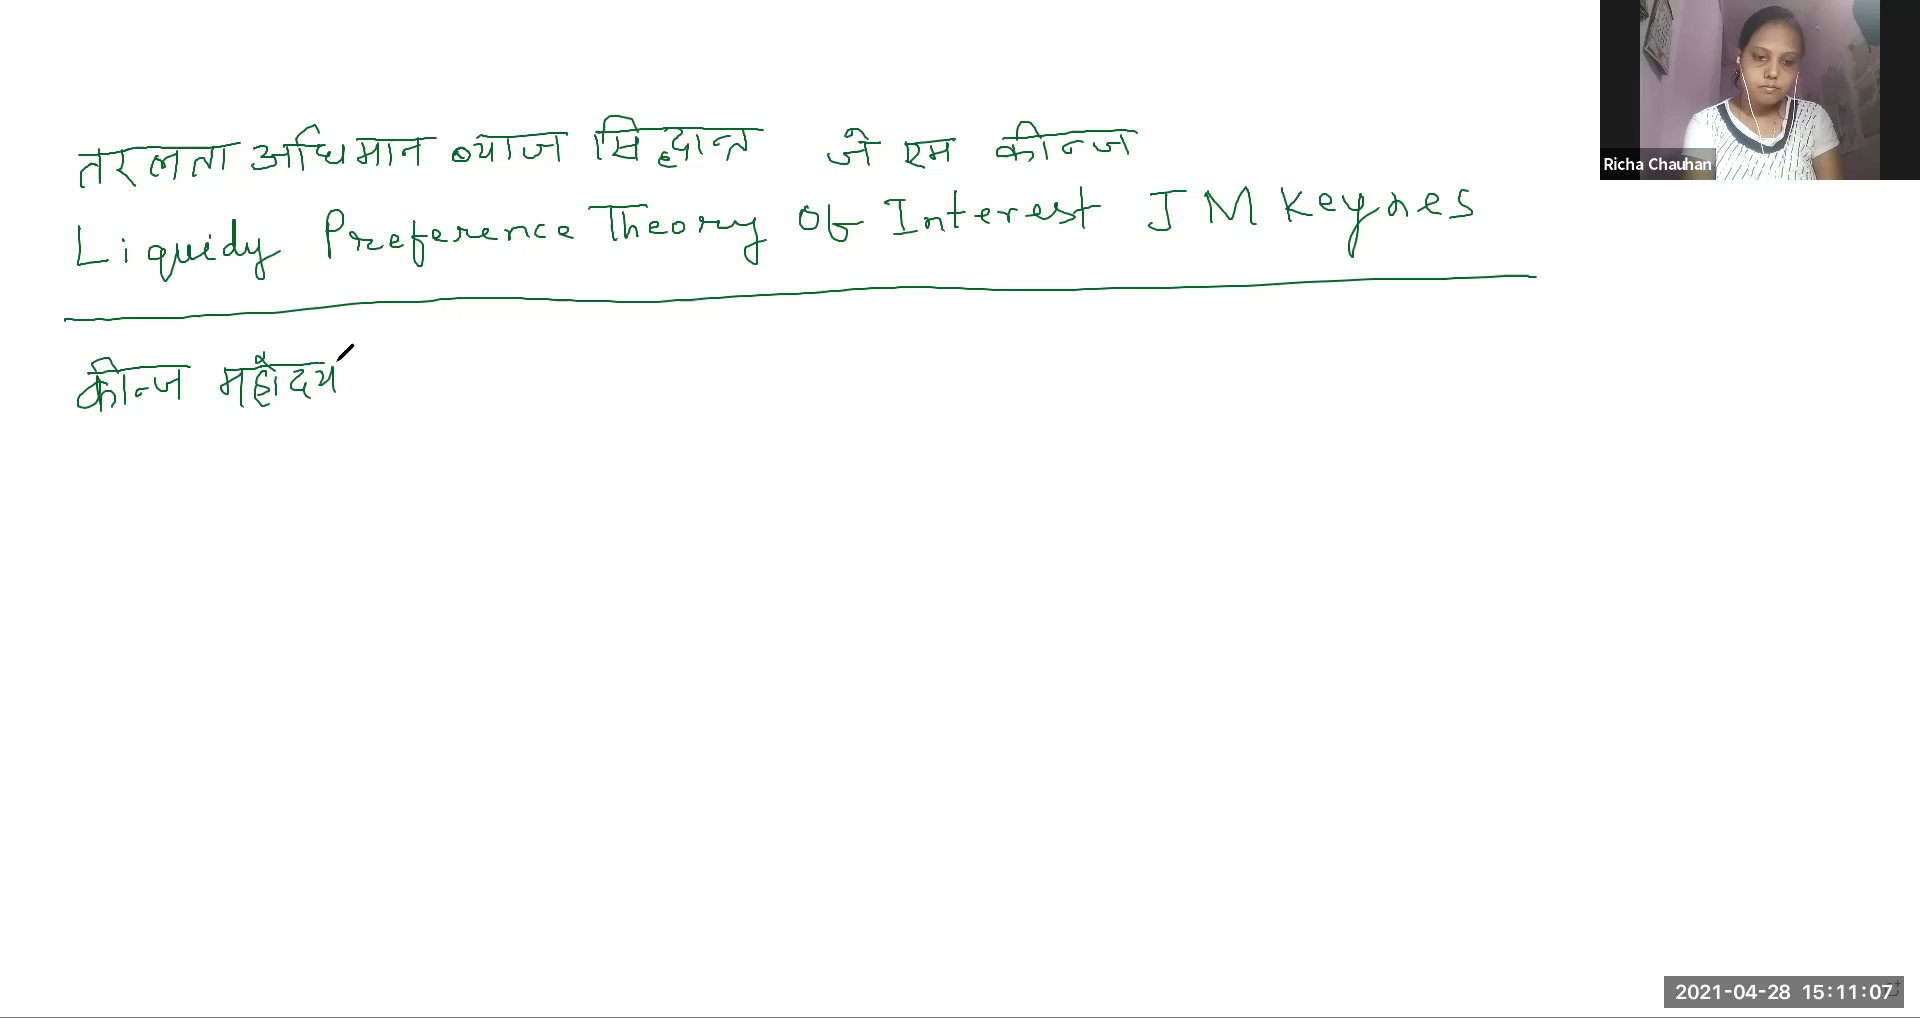 तरलता अधिमान ब्याज सिद्धान्त जे एम कीन्ज
Liquidy Preference Theory Of Interest J M Keynes
कीन्ज महोदय
Richa Chauhan
2021-04-28 15:11:07